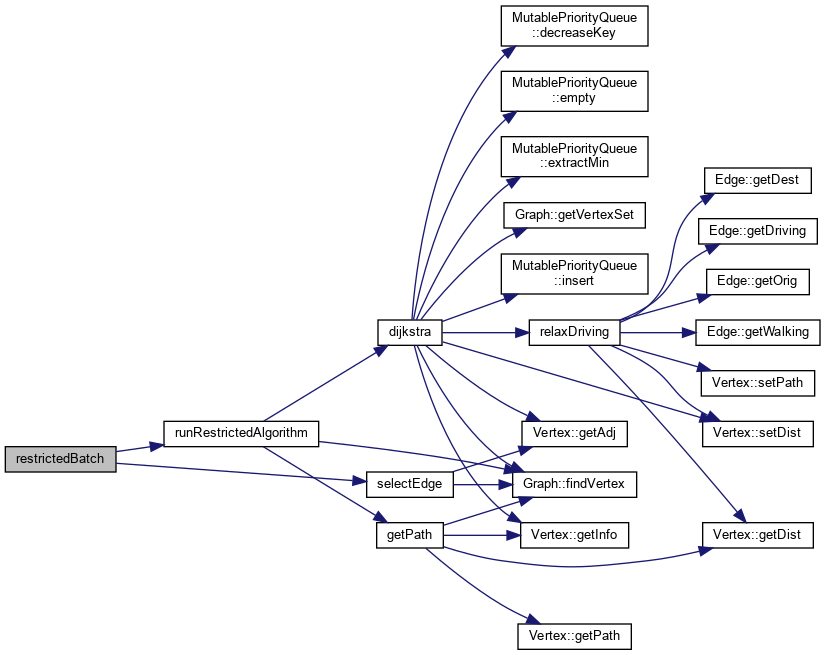 restrictedBatch
runRestrictedAlgorithm
selectEdge
dijkstra
getPath
MutablePriorityQueue
::decreaseKey
MutablePriorityQueue
::empty
MutablePriorityQueue
::extractMin
Graph::getVertexSet
MutablePriorityQueue
::insert
relaxDriving
Vertex::getAdj
Graph::findVertex
Vertex::getInfo
Vertex::getPath
Edge::getDest
Edge::getDriving
Edge::getOrig
Edge::getWalking
Vertex::setPath
Vertex::setDist
Vertex::getDist